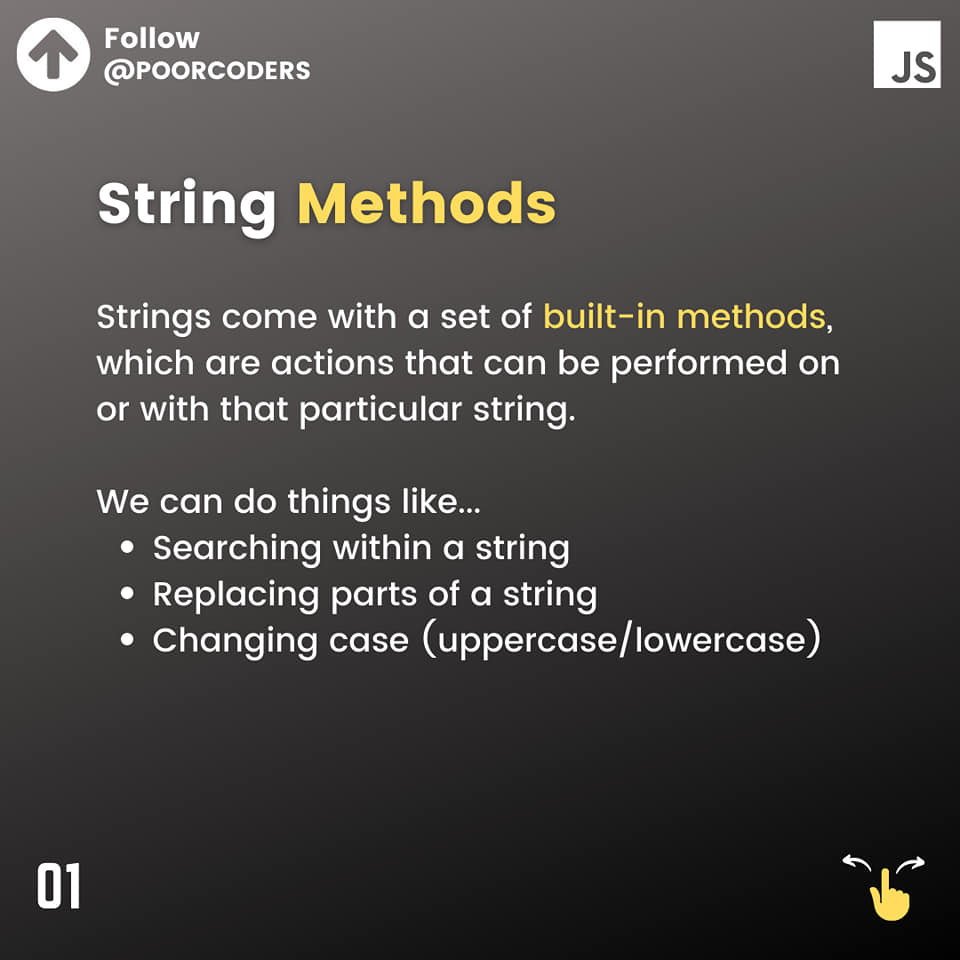 Follow
@POORCODERS
JS
String Methods
Strings come with a set of built-in methods,
which are actions that can be performed on
or with that particular string.
We can do things like...
• Searching within a string
• Replacing parts of a string
• Changing case (uppercase/lowercase)
01